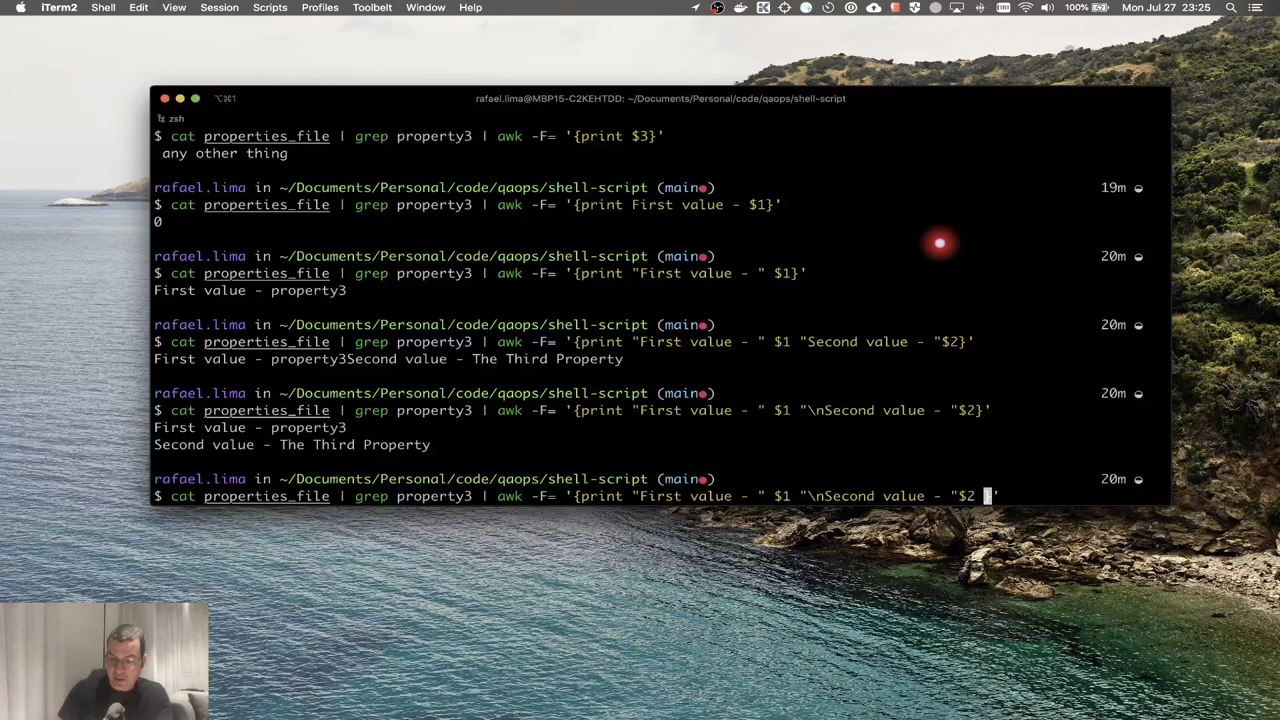 iTerm2 Shell Edit View Session Scripts Profiles Toolbelt Window Help 100% Mon Jul 27 23:25
⌥⌘1 rafael.lima@MBP15-C2KEHTDD: ~/Documents/Personal/code/qaops/shell-script
zsh
$ cat properties_file | grep property3 | awk -F= '{print $3}'
any other thing
rafael.lima in ~/Documents/Personal/code/qaops/shell-script (main●) 19m
$ cat properties_file | grep property3 | awk -F= '{print First value - $1}'
0
rafael.lima in ~/Documents/Personal/code/qaops/shell-script (main●) 20m
$ cat properties_file | grep property3 | awk -F= '{print "First value - " $1}'
First value - property3
rafael.lima in ~/Documents/Personal/code/qaops/shell-script (main●) 20m
$ cat properties_file | grep property3 | awk -F= '{print "First value - " $1 "Second value - "$2}'
First value - property3Second value - The Third Property
rafael.lima in ~/Documents/Personal/code/qaops/shell-script (main●) 20m
$ cat properties_file | grep property3 | awk -F= '{print "First value - " $1 "\nSecond value - "$2}'
First value - property3
Second value - The Third Property
rafael.lima in ~/Documents/Personal/code/qaops/shell-script (main●) 20m
$ cat properties_file | grep property3 | awk -F= '{print "First value - " $1 "\nSecond value - "$2 }'